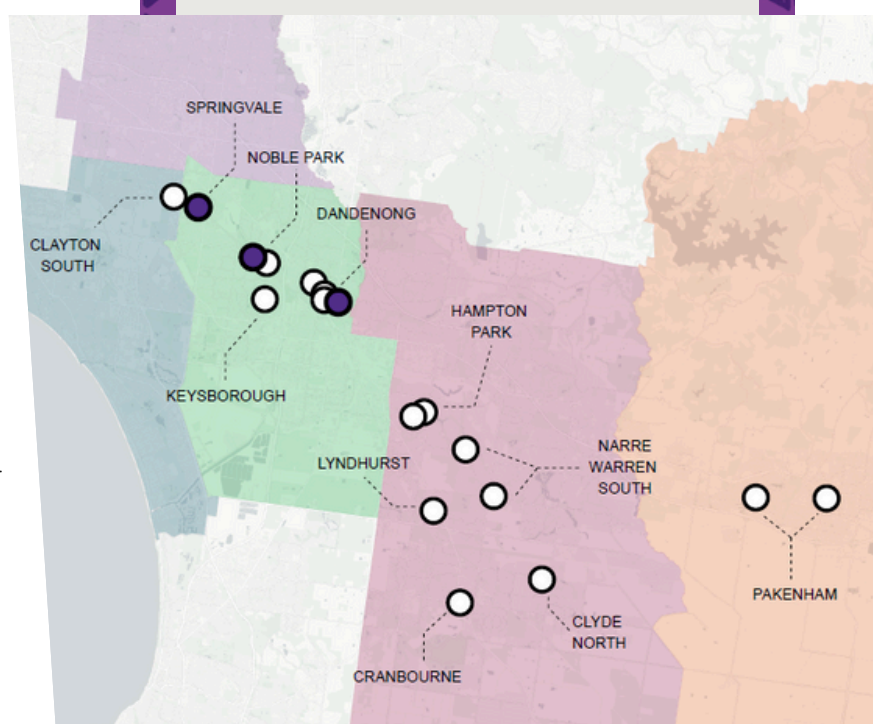 SPRINGVALE
NOBLE PARK
DANDENONG
CLAYTON
SOUTH
HAMPTON
PARK
KEYSBOROUGH
LYNDHURST
NARRE
WARREN
SOUTH
PAKENHAM
CLYDE
NORTH
CRANBOURNE